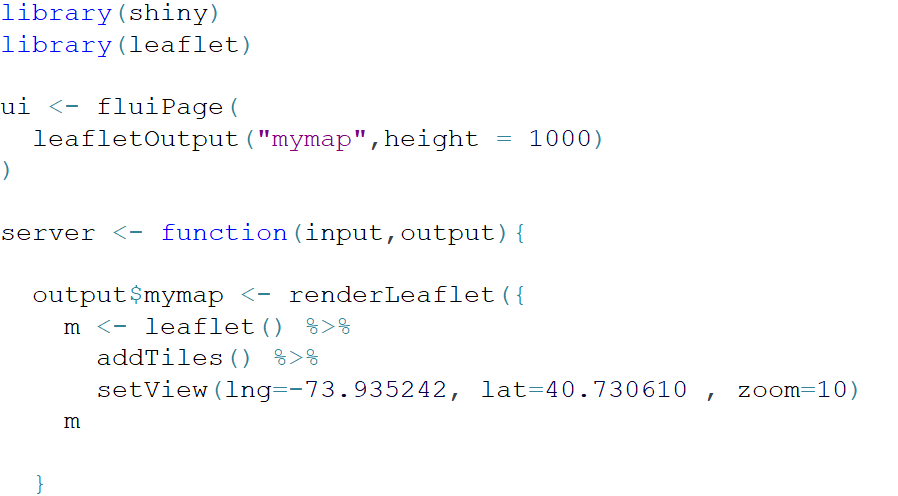 library(shiny)
library(leaflet)
ui <- fluiPage(
leafletOutput("mymap",height = 1000)
)
server <- function(input,output){
output$mymap <- renderLeaflet({
m <- leaflet() %>%
addTiles() %>%
setView(lng=-73.935242, lat=40.730610 , zoom=10)
m
}